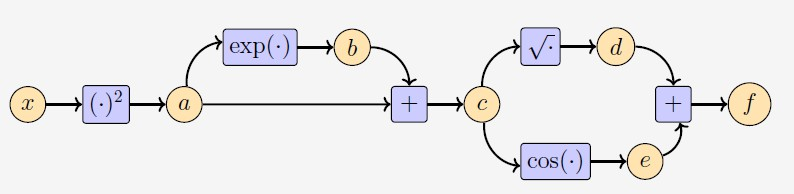 exp(·) b √· d
x (·)² a + c + f
cos(·) e